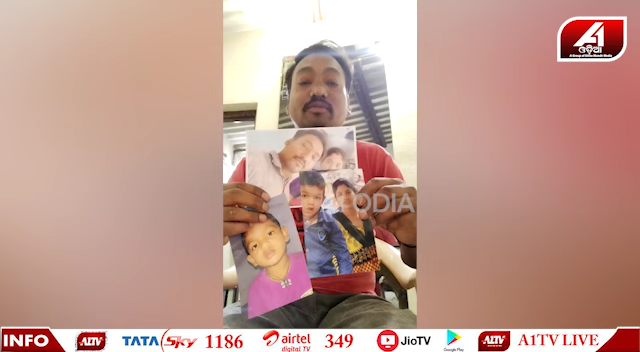 A1
ଓଡ଼ିଆ
ODIA
INFO A1TV TATA SKY 1186 airtel digital TV 349 JioTV Google Play A1TV A1TV LIVE